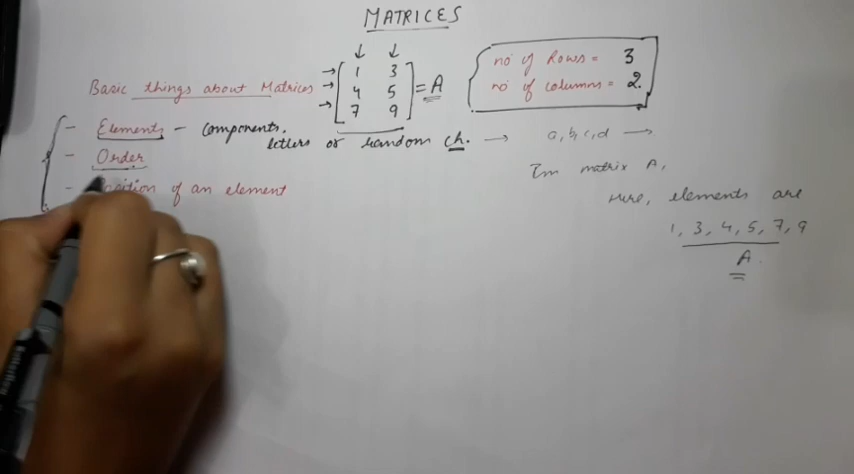 MATRICES
Basic things about Matrices
1 3
4 5 = A
7 9
no of Rows = 3
no of columns = 2
- Elements - components.
letters or random ch. → a, b, c, d →
- Order
In matrix A,
- Position of an element
Here, elements are
1, 3, 4, 5, 7, 9
A.